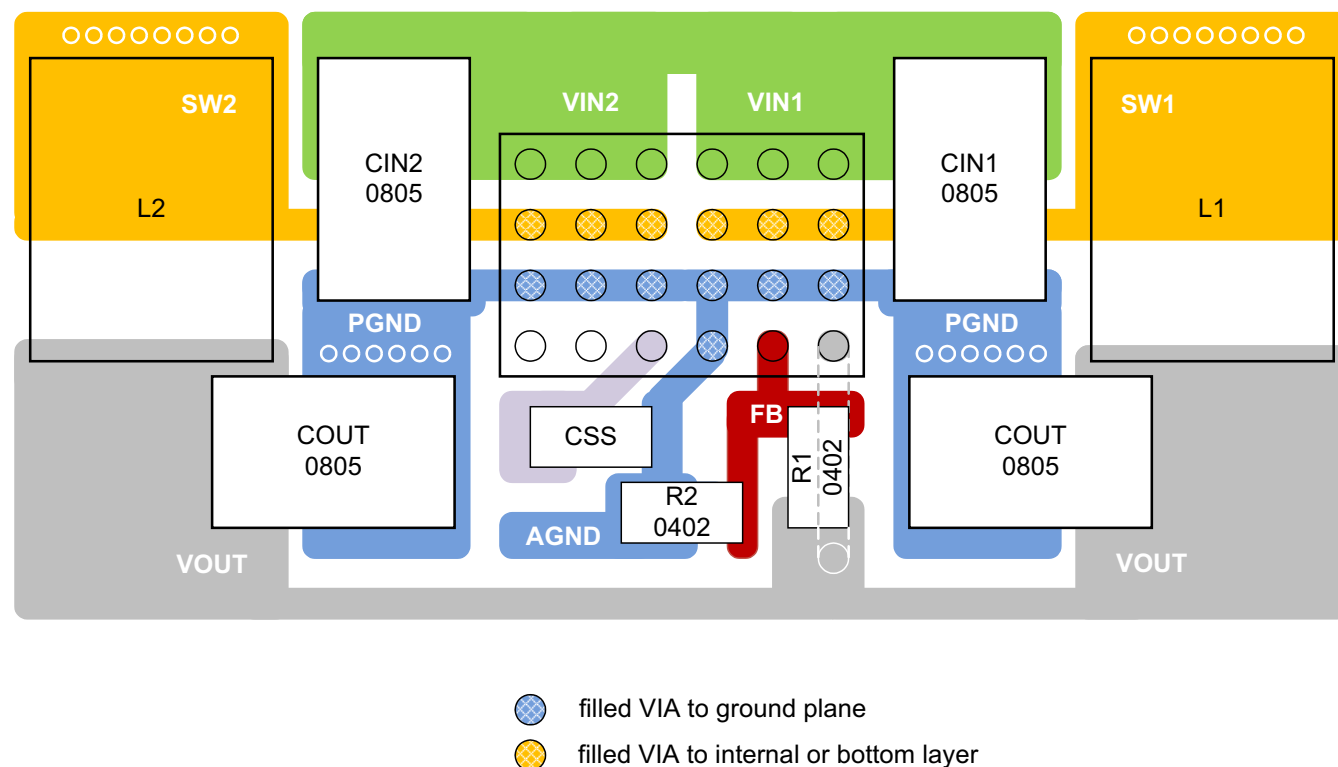 SW2
VIN2
VIN1
SW1
CIN2
0805
CIN1
0805
L2
L1
PGND
PGND
COUT
0805
CSS
FB
R1
0402
COUT
0805
R2
0402
AGND
VOUT
VOUT
filled VIA to ground plane
filled VIA to internal or bottom layer